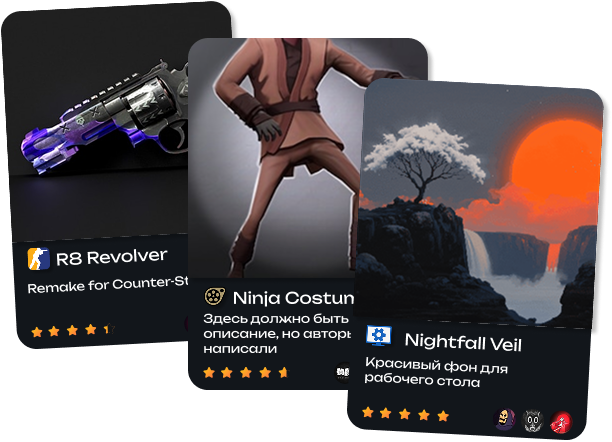 R8 Revolver
Remake for Counter-St
Ninja Costum
Здесь должно быть
описание, но авторы
написали
Nightfall Veil
Красивый фон для
рабочего стола